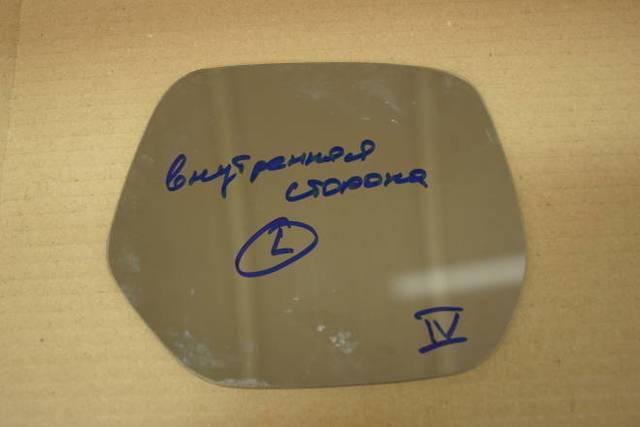 внутренняя
сторона
L
IV